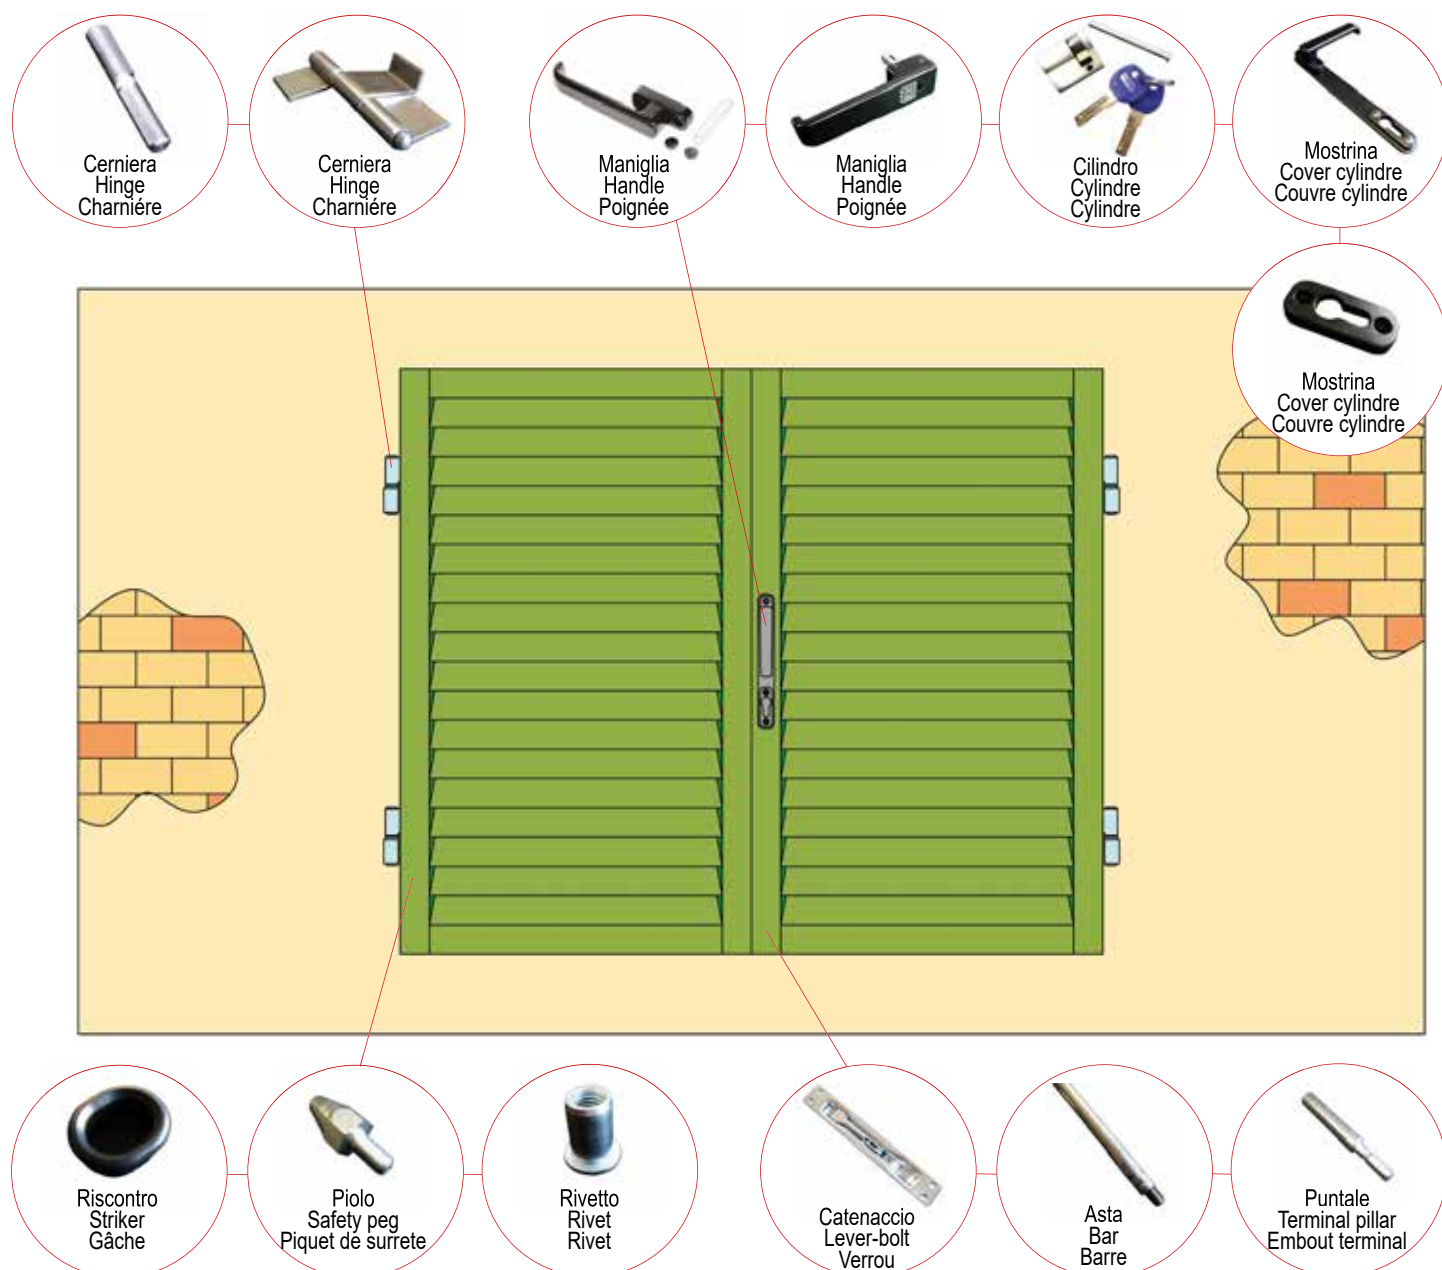 Cerniera
Hinge
Charniére
Cerniera
Hinge
Charniére
Maniglia
Handle
Poignée
Maniglia
Handle
Poignée
Cilindro
Cylindre
Cylindre
Mostrina
Cover cylindre
Couvre cylindre
Mostrina
Cover cylindre
Couvre cylindre
Riscontro
Striker
Gâche
Piolo
Safety peg
Piquet de surrete
Rivetto
Rivet
Rivet
Catenaccio
Lever-bolt
Verrou
Asta
Bar
Barre
Puntale
Terminal pillar
Embout terminal